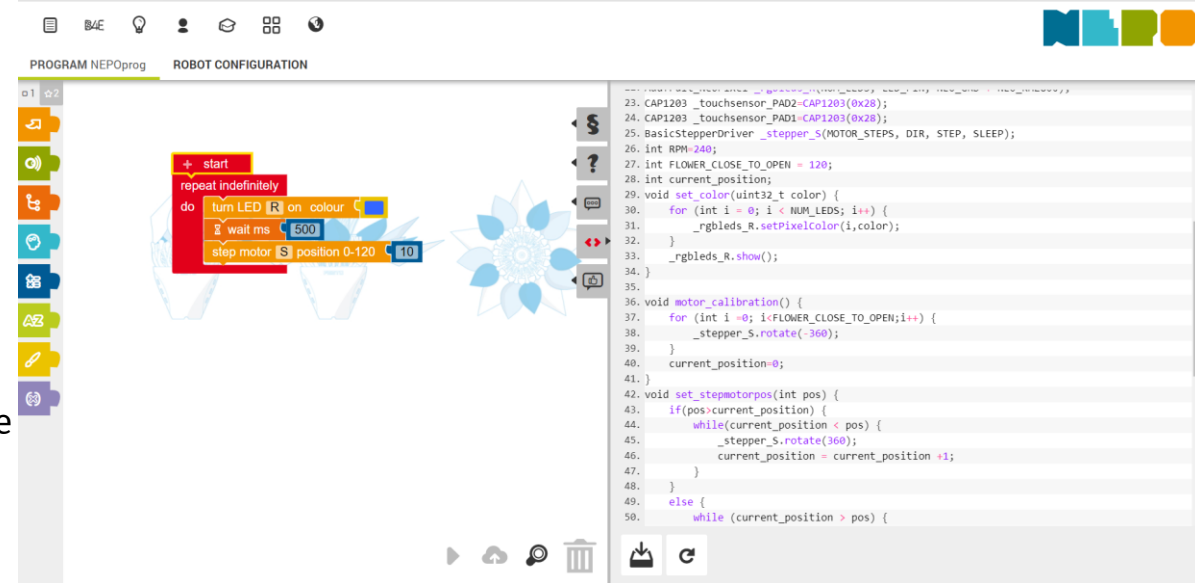 B4E
NEPO
PROGRAM NEPOprog ROBOT CONFIGURATION
1 2
+ start
repeat indefinitely
do turn LED R on colour
wait ms 500
step motor S position 0-120 10
e
§
?
<>
23. CAP1203 _touchsensor_PAD2=CAP1203(0x28);
24. CAP1203 _touchsensor_PAD1=CAP1203(0x28);
25. BasicStepperDriver _stepper_S(MOTOR_STEPS, DIR, STEP, SLEEP);
26. int RPM=240;
27. int FLOWER_CLOSE_TO_OPEN = 120;
28. int current_position;
29. void set_color(uint32_t color) {
30. for (int i = 0; i < NUM_LEDS; i++) {
31. _rgbleds_R.setPixelColor(i,color);
32. }
33. _rgbleds_R.show();
34. }
35.
36. void motor_calibration() {
37. for (int i =0; i<FLOWER_CLOSE_TO_OPEN;i++) {
38. _stepper_S.rotate(-360);
39. }
40. current_position=0;
41. }
42. void set_stepmotorpos(int pos) {
43. if(pos>current_position) {
44. while(current_position < pos) {
45. _stepper_S.rotate(360);
46. current_position = current_position +1;
47. }
48. }
49. else {
50. while (current_position > pos) {